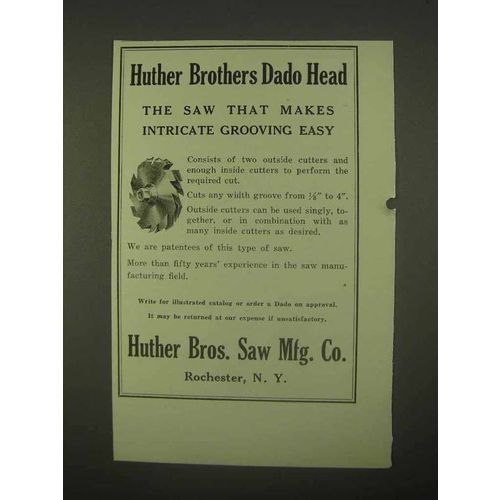 Huther Brothers Dado Head
THE SAW THAT MAKES
INTRICATE GROOVING EASY
Consists of two outside cutters and
enough inside cutters to perform the
required cut.
Cuts any width groove from ⅛" to 4".
Outside cutters can be used singly, to-
gether, or in combination with as
many inside cutters as desired.
We are patentees of this type of saw.
More than fifty years' experience in the saw manu-
facturing field.
Write for illustrated catalog or order a Dado on approval.
It may be returned at our expense if unsatisfactory.
Huther Bros. Saw Mfg. Co.
Rochester, N. Y.